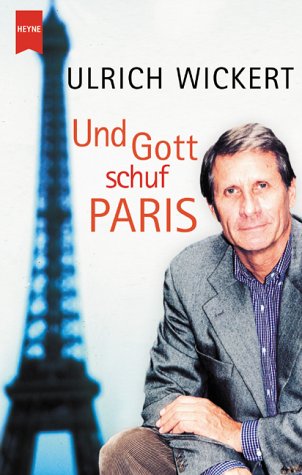 HEYNE
ULRICH WICKERT
Und
Gott
schuf
PARIS